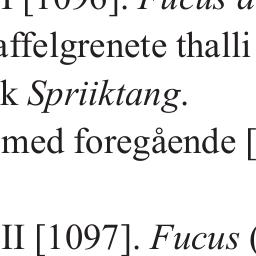 I [1096]. Fucus a
affelgrenete thalli
k Spriiktang.
med foregående [
II [1097]. Fucus (